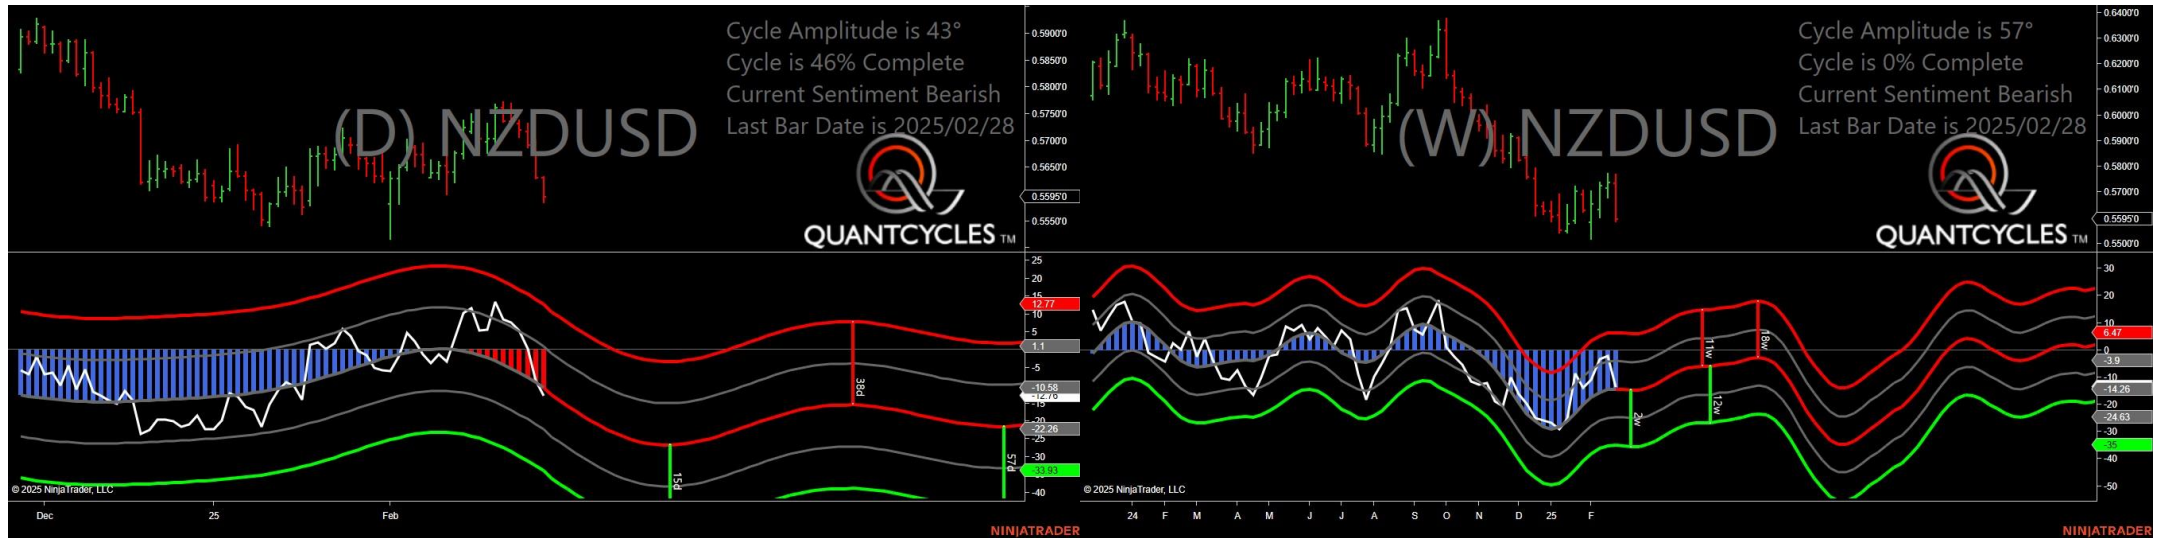 Cycle Amplitude is 43°
Cycle is 46% Complete
Current Sentiment Bearish
Last Bar Date is 2025/02/28
(D) NZDUSD
QUANTCYCLES TM
0.5900'0
0.5850'0
0.5800'0
0.5750'0
0.5700'0
0.5650'0
0.5595'0
0.5550'0
25
20
15
12.77
10
5
1.1
-5
-10.58
-12.76
-15
-20
-22.26
-25
-30
-33.93
-40
15d
38d
57d
© 2025 NinjaTrader, LLC
Dec
25
Feb
NINJATRADER
Cycle Amplitude is 57°
Cycle is 0% Complete
Current Sentiment Bearish
Last Bar Date is 2025/02/28
(W) NZDUSD
QUANTCYCLES TM
0.6400'0
0.6300'0
0.6200'0
0.6100'0
0.6000'0
0.5900'0
0.5800'0
0.5700'0
0.5595'0
0.5500'0
30
20
10
6.47
0
-3.9
-10
-14.26
-20
-24.63
-30
-35
-40
-50
2w
11w
12w
18w
© 2025 NinjaTrader, LLC
24
F
M
A
M
J
J
A
S
O
N
D
25
F
NINJATRADER